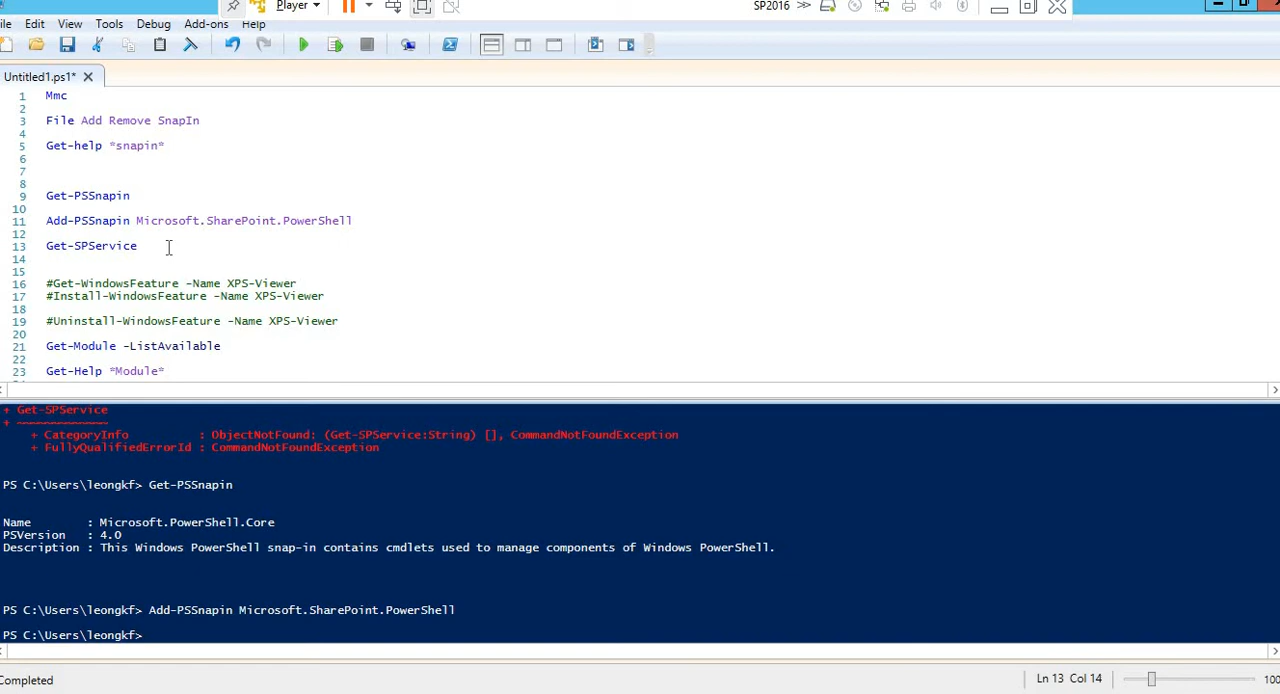 Player
SP2016
ile Edit View Tools Debug Add-ons Help
Untitled1.ps1*
1 Mmc
2
3 File Add Remove SnapIn
4
5 Get-help *snapin*
6
7
8
9 Get-PSSnapin
10
11 Add-PSSnapin Microsoft.SharePoint.PowerShell
12
13 Get-SPService
14
15
16 #Get-WindowsFeature -Name XPS-Viewer
17 #Install-WindowsFeature -Name XPS-Viewer
18
19 #Uninstall-WindowsFeature -Name XPS-Viewer
20
21 Get-Module -ListAvailable
22
23 Get-Help *Module*
+ Get-SPService
+ ~~~~~~~~~~~~~
+ CategoryInfo : ObjectNotFound: (Get-SPService:String) [], CommandNotFoundException
+ FullyQualifiedErrorId : CommandNotFoundException
PS C:\Users\leongkf> Get-PSSnapin
Name : Microsoft.PowerShell.Core
PSVersion : 4.0
Description : This Windows PowerShell snap-in contains cmdlets used to manage components of Windows PowerShell.
PS C:\Users\leongkf> Add-PSSnapin Microsoft.SharePoint.PowerShell
PS C:\Users\leongkf>
Completed
Ln 13 Col 14
100